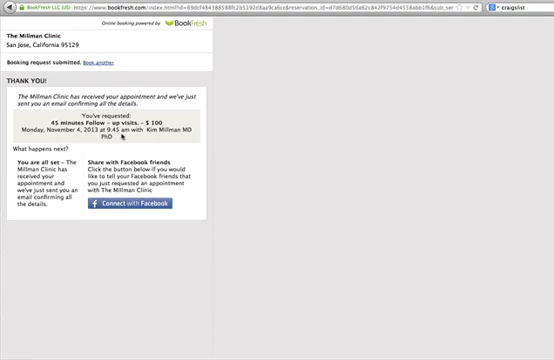 BookFresh LLC (US)
https://www.bookfresh.com/index.html?id=
craigslist
Online booking powered by BookFresh
The Millman Clinic
San Jose, California 95129
Booking request submitted. Book another
THANK YOU!
The Millman Clinic has received your appointment and we've just
sent you an email confirming all the details.
You've requested:
45 minutes Follow - up visits. - $ 100
Monday, November 4, 2013 at 9:45 am with Kim Millman MD
PhD
What happens next?
You are all set - The
Millman Clinic has
received your
appointment and
we've just sent you an
email confirming all
the details.
Share with Facebook friends
Click the button below if you would
like to tell your Facebook friends that
you just requested an appointment
with The Millman Clinic
f Connect with Facebook